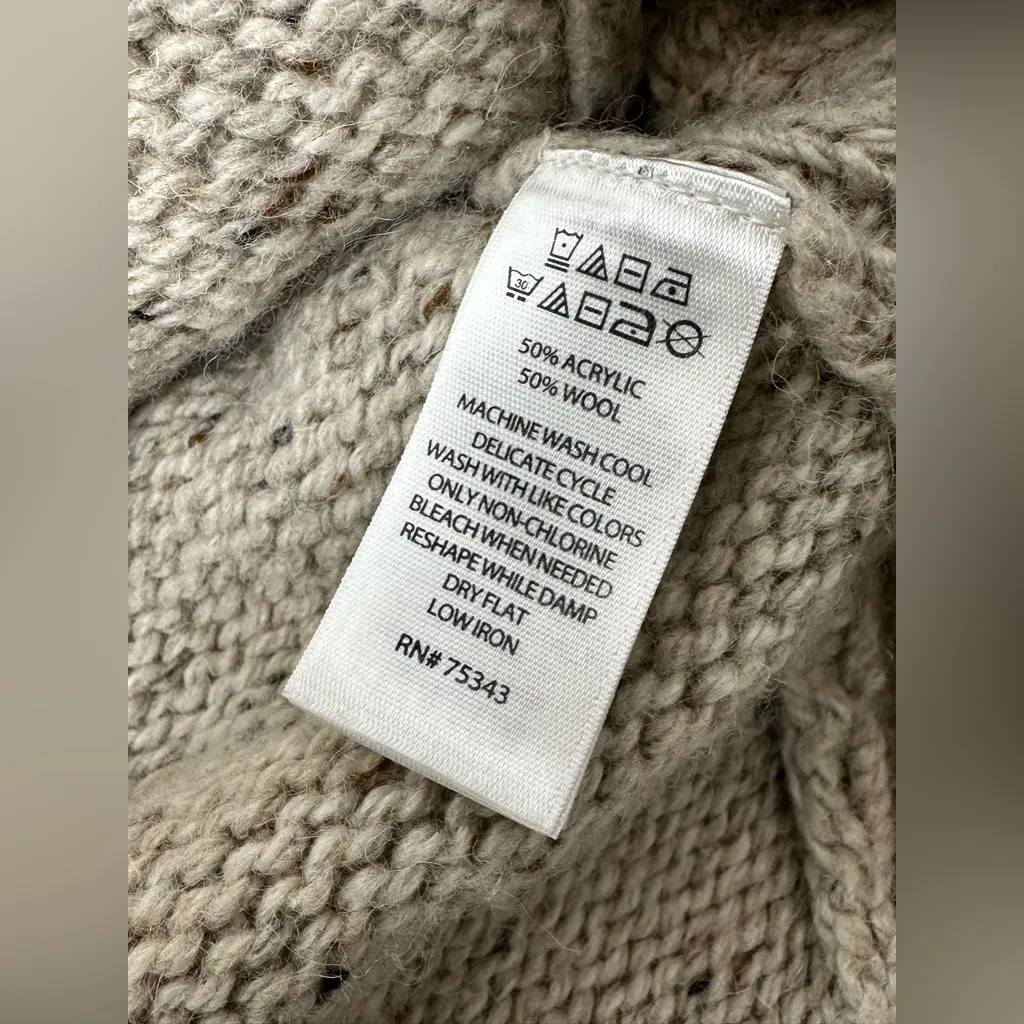 30
50% ACRYLIC
50% WOOL
MACHINE WASH COOL
DELICATE CYCLE
WASH WITH LIKE COLORS
ONLY NON-CHLORINE
BLEACH WHEN NEEDED
RESHAPE WHILE DAMP
DRY FLAT
LOW IRON
RN# 75343